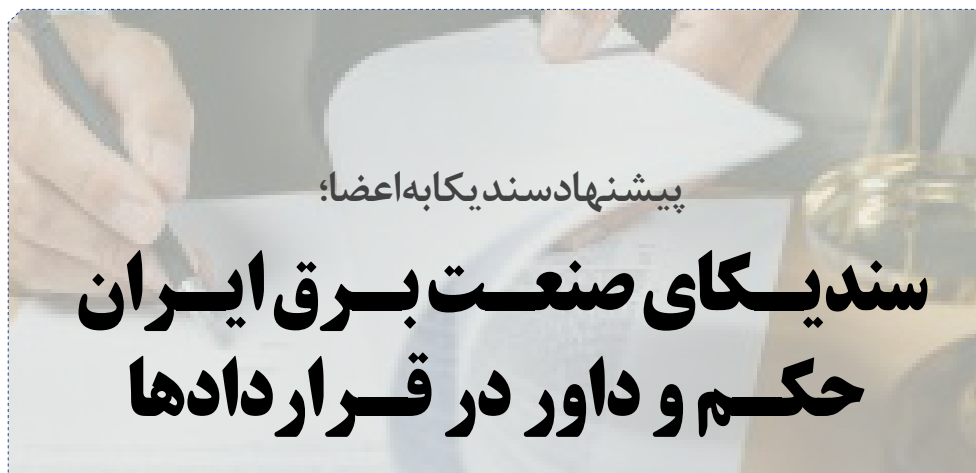 پیشنهاد سندیکا به اعضا؛
سندیکای صنعت برق ایران
حکم و داور در قراردادها